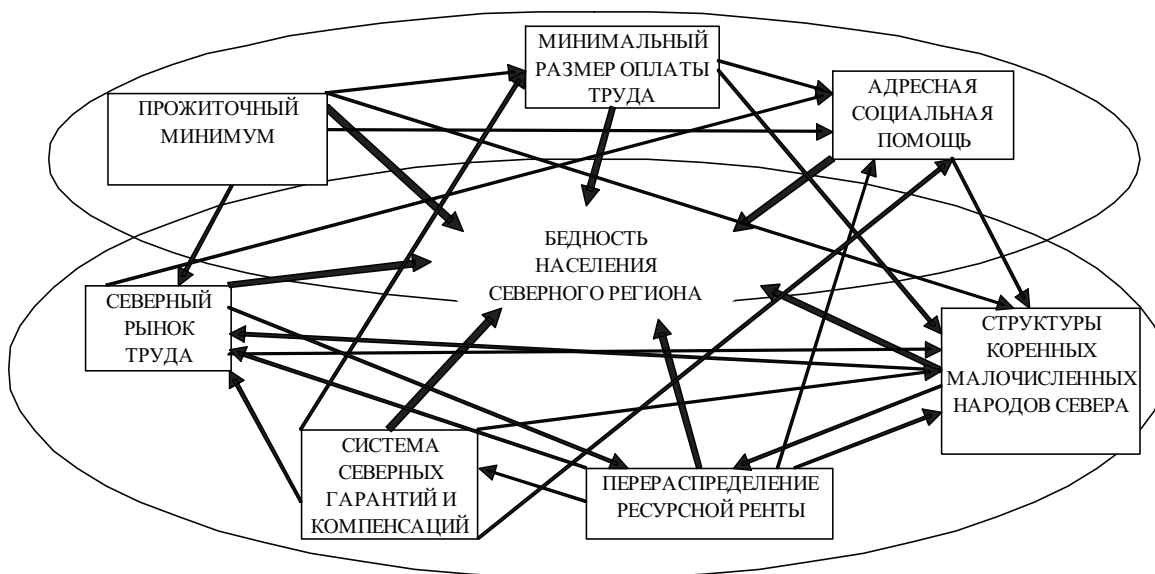 МИНИМАЛЬНЫЙ
РАЗМЕР ОПЛАТЫ
ТРУДА
АДРЕСНАЯ
СОЦИАЛЬНАЯ
ПОМОЩЬ
ПРОЖИТОЧНЫЙ
МИНИМУМ
БЕДНОСТЬ
НАСЕЛЕНИЯ
СЕВЕРНОГО РЕГИОНА
СЕВЕРНЫЙ
РЫНОК
ТРУДА
СТРУКТУРЫ
КОРЕННЫХ
МАЛОЧИСЛЕННЫХ
НАРОДОВ СЕВЕРА
СИСТЕМА
СЕВЕРНЫХ
ГАРАНТИЙ И
КОМПЕНСАЦИЙ
ПЕРЕРАСПРЕДЕЛЕНИЕ
РЕСУРСНОЙ РЕНТЫ